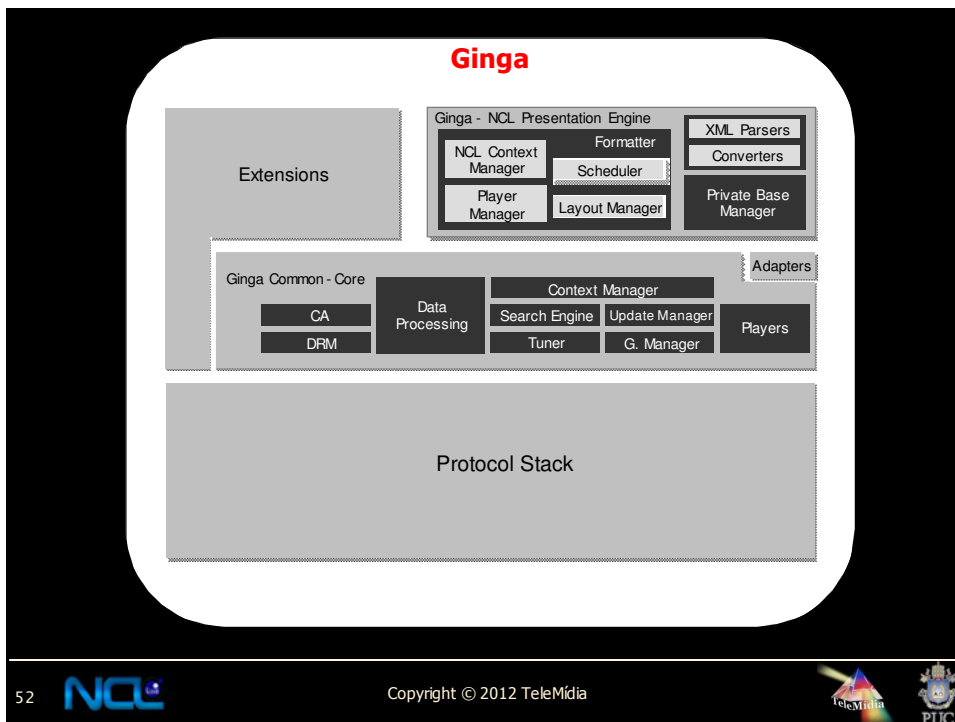 Ginga
Extensions
Ginga - NCL Presentation Engine
Formatter
NCL Context
Manager
Scheduler
Player
Manager
Layout Manager
XML Parsers
Converters
Private Base
Manager
Adapters
Ginga Common - Core
CA
DRM
Data
Processing
Context Manager
Search Engine
Update Manager
Tuner
G. Manager
Players
Protocol Stack
52
NCL
Copyright © 2012 TeleMídia
TeleMídia
PUC